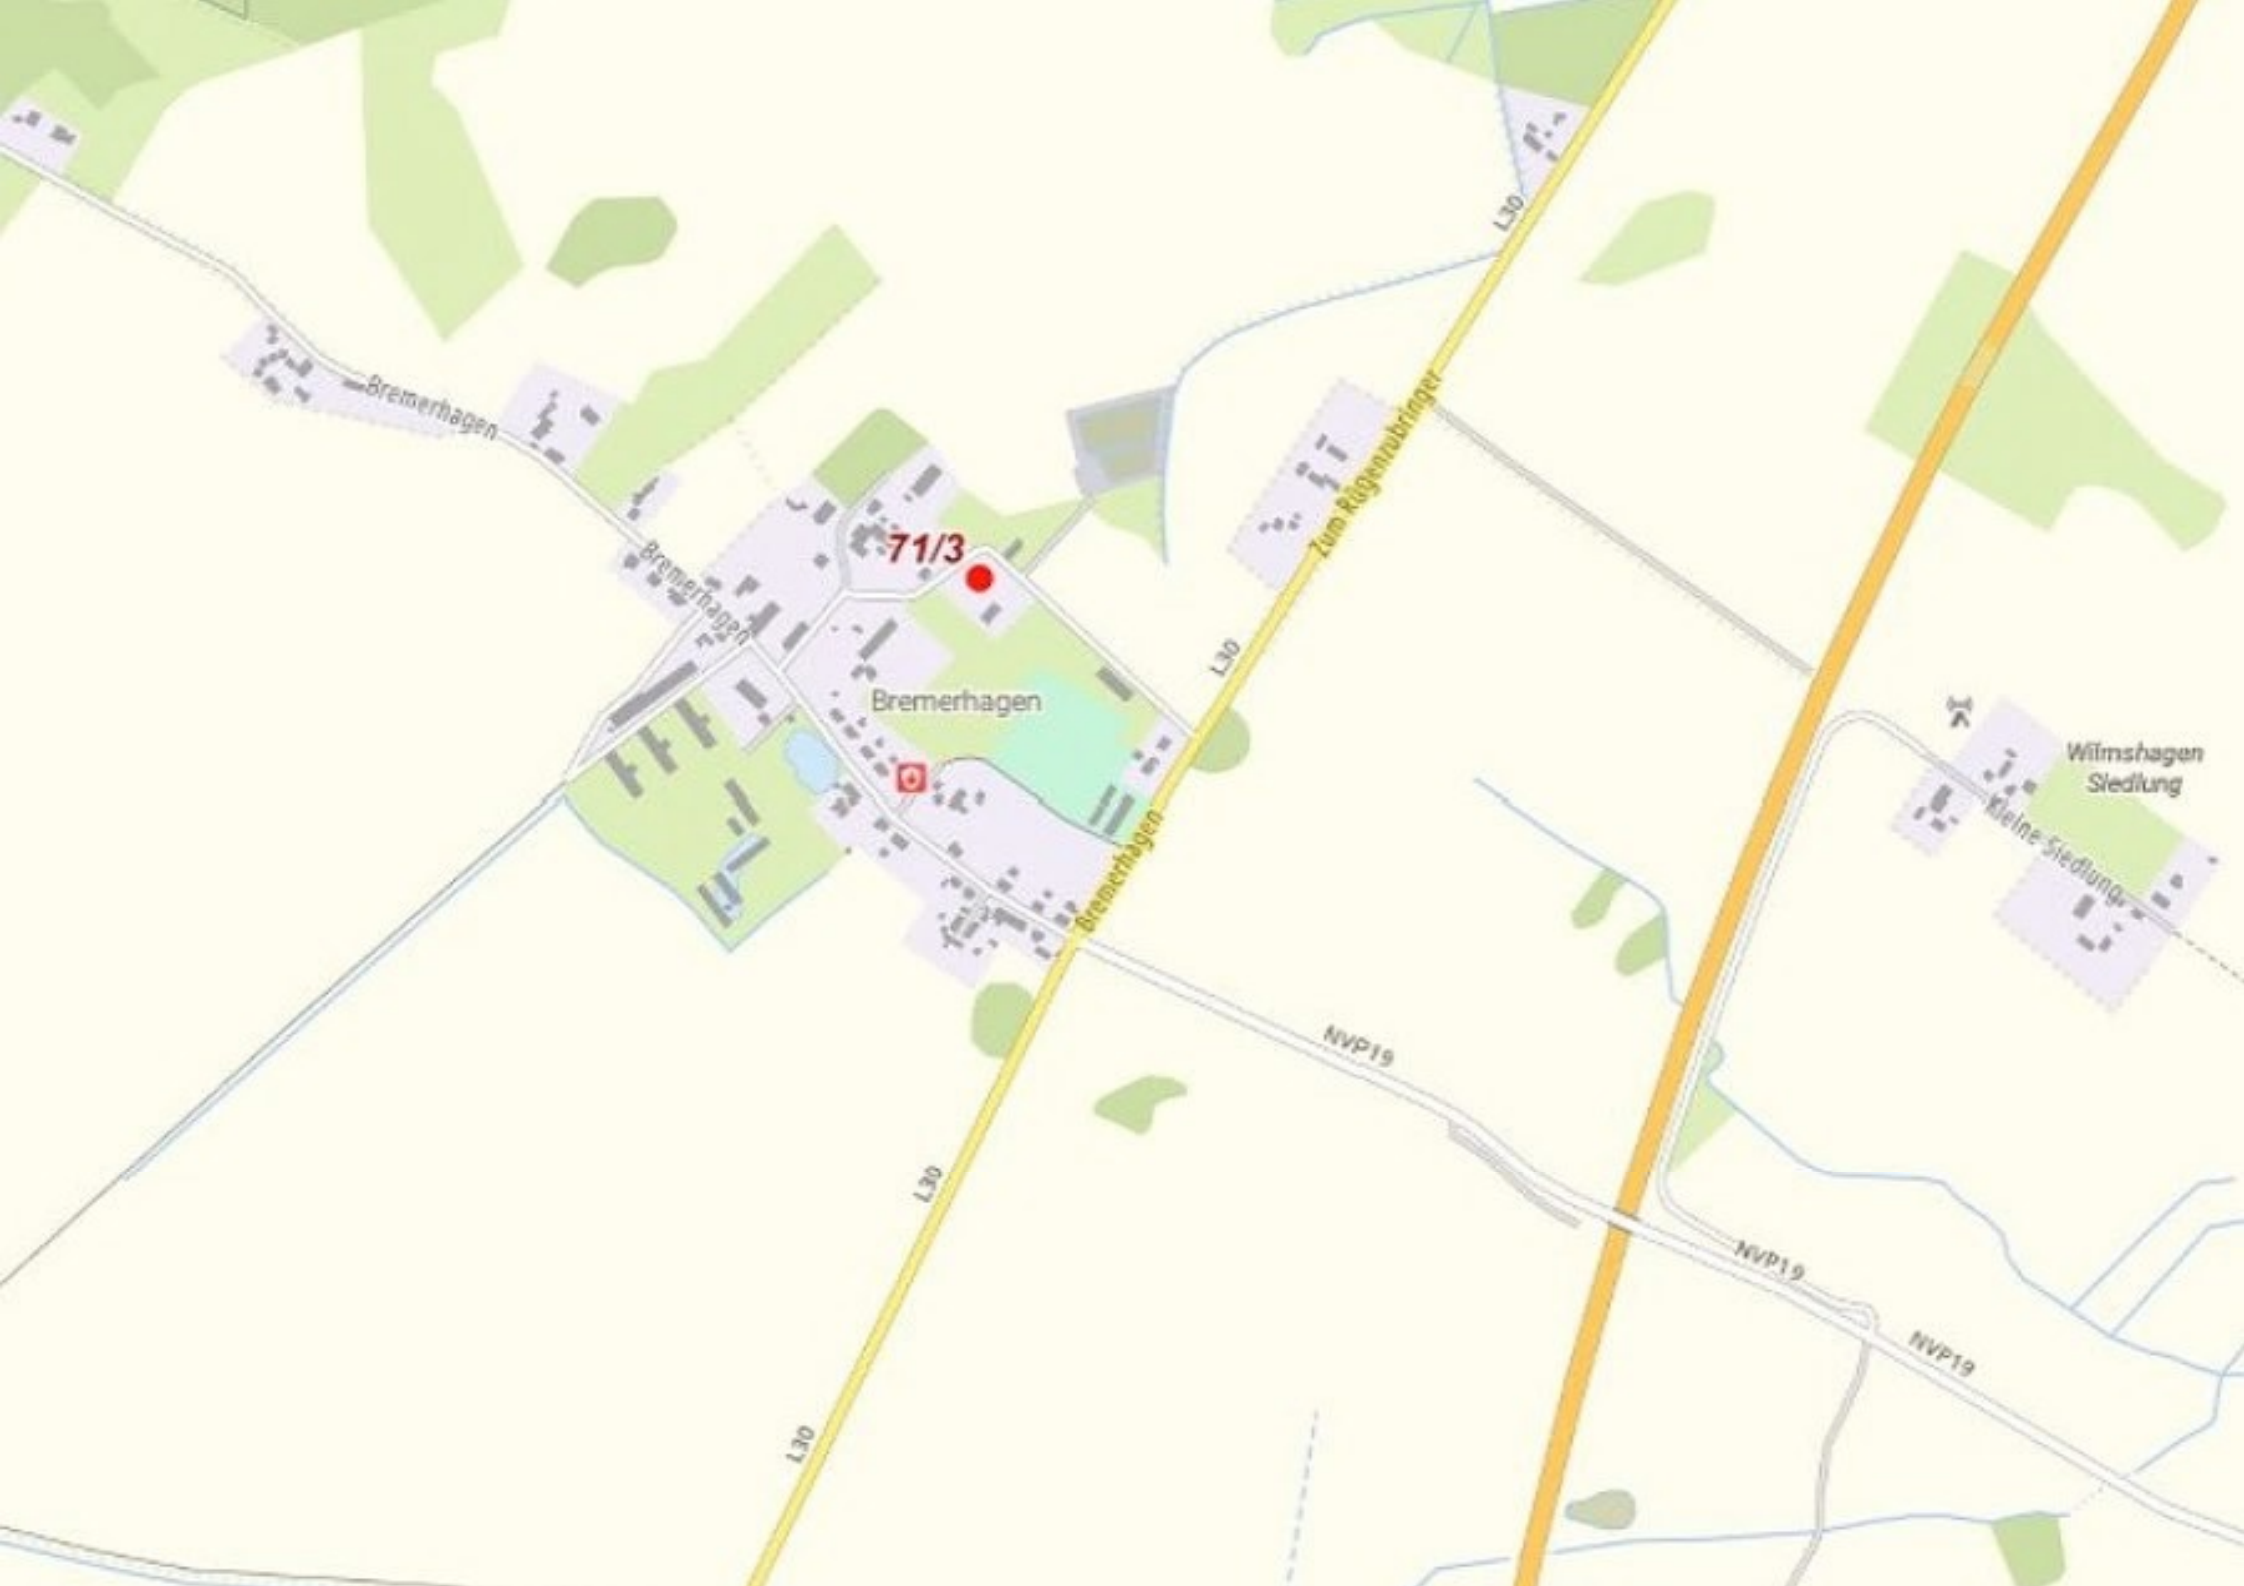 L30
Zum Rügenzubringer
Bremerhagen
71/3
Bremerhagen
L30
Bremerhagen
Wilmshagen
Siedlung
Kleine Siedlung
Bremerhagen
NVP19
L30
NVP19
NVP19
L30